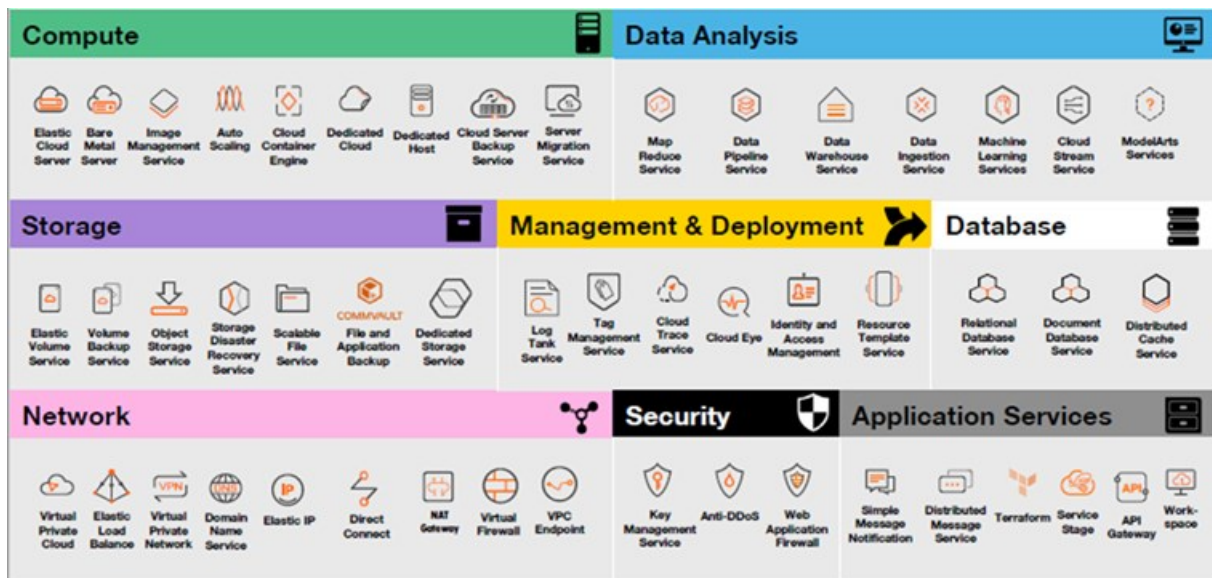 Compute
Data Analysis
Elastic
Cloud
Server
Bare
Metal
Server
Image
Management
Service
Auto
Scaling
Cloud
Container
Engine
Dedicated
Cloud
Dedicated
Host
Cloud Server
Backup
Service
Server
Migration
Service
Map
Reduce
Service
Data
Pipeline
Service
Data
Warehouse
Service
Data
Ingestion
Service
Machine
Learning
Services
Cloud
Stream
Service
?
ModelArts
Services
Storage
Management & Deployment
Database
Elastic
Volume
Service
Volume
Backup
Service
Object
Storage
Service
Storage
Disaster
Recovery
Service
Scalable
File
Service
COMMVAULT
File and
Application
Backup
Dedicated
Storage
Service
Log
Tank
Service
Tag
Management
Service
Cloud
Trace
Service
Cloud Eye
Identity and
Access
Management
Resource
Template
Service
Relational
Database
Service
Document
Database
Service
Distributed
Cache
Service
Network
Security
Application Services
Virtual
Private
Cloud
Elastic
Load
Balance
VPN
Virtual
Private
Network
DNS
Domain
Name
Service
IP
Elastic IP
Direct
Connect
NAT
Gateway
Virtual
Firewall
VPC
Endpoint
Key
Management
Service
Anti-DDoS
Web
Application
Firewall
Simple
Message
Notification
Distributed
Message
Service
Terraform
Service
Stage
API
API
Gateway
Work-
space